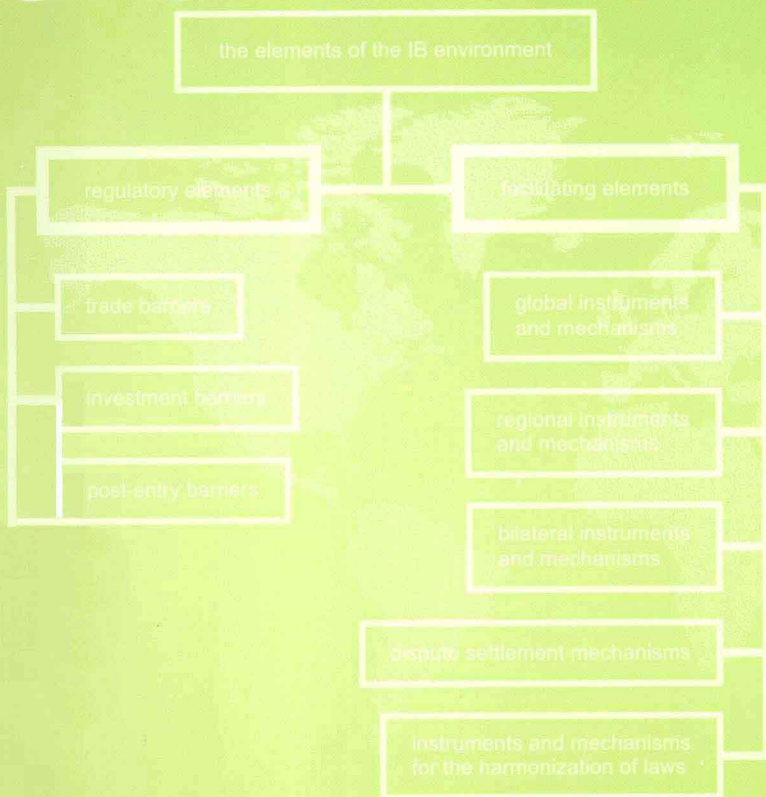 the elements of the IB environment
regulatory elements
facilitating elements
trade barriers
investment barriers
post-entry barriers
global instruments
and mechanisms
regional instruments
and mechanisms
bilateral instruments
and mechanisms
dispute settlement mechanisms
instruments and mechanisms
for the harmonization of laws